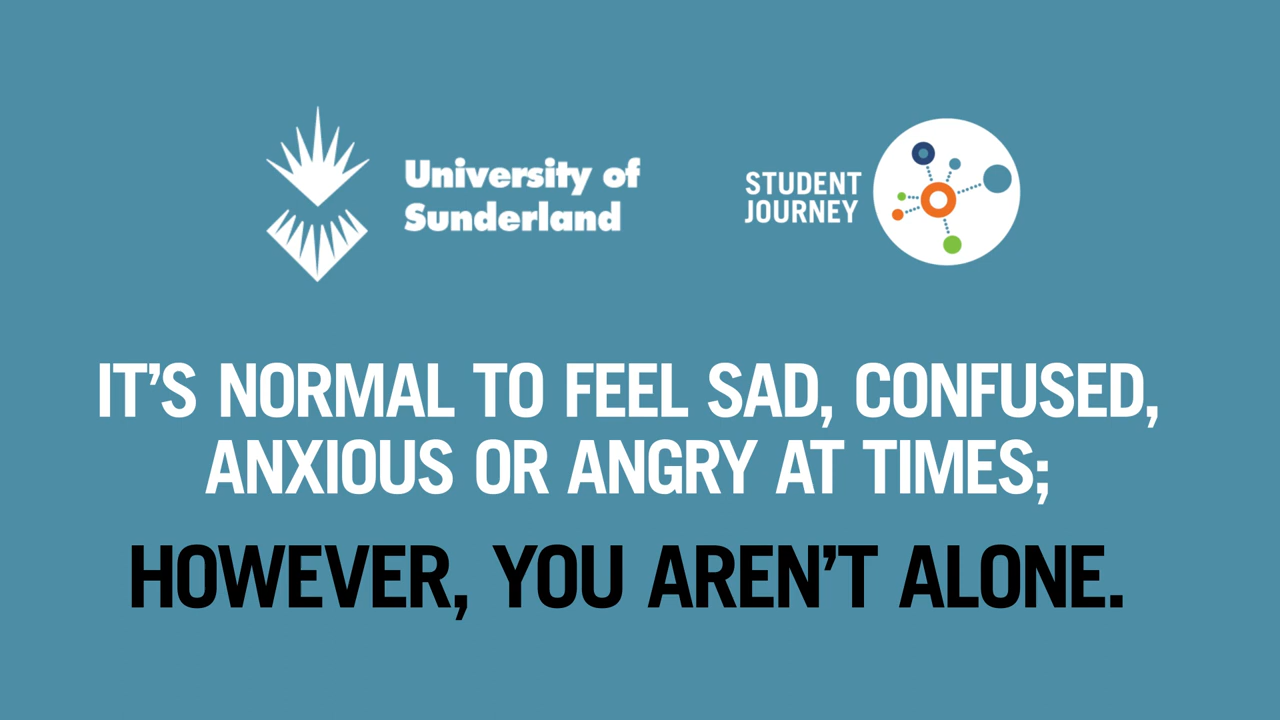 University of
Sunderland
STUDENT
JOURNEY
IT’S NORMAL TO FEEL SAD, CONFUSED,
ANXIOUS OR ANGRY AT TIMES;
HOWEVER, YOU AREN’T ALONE.